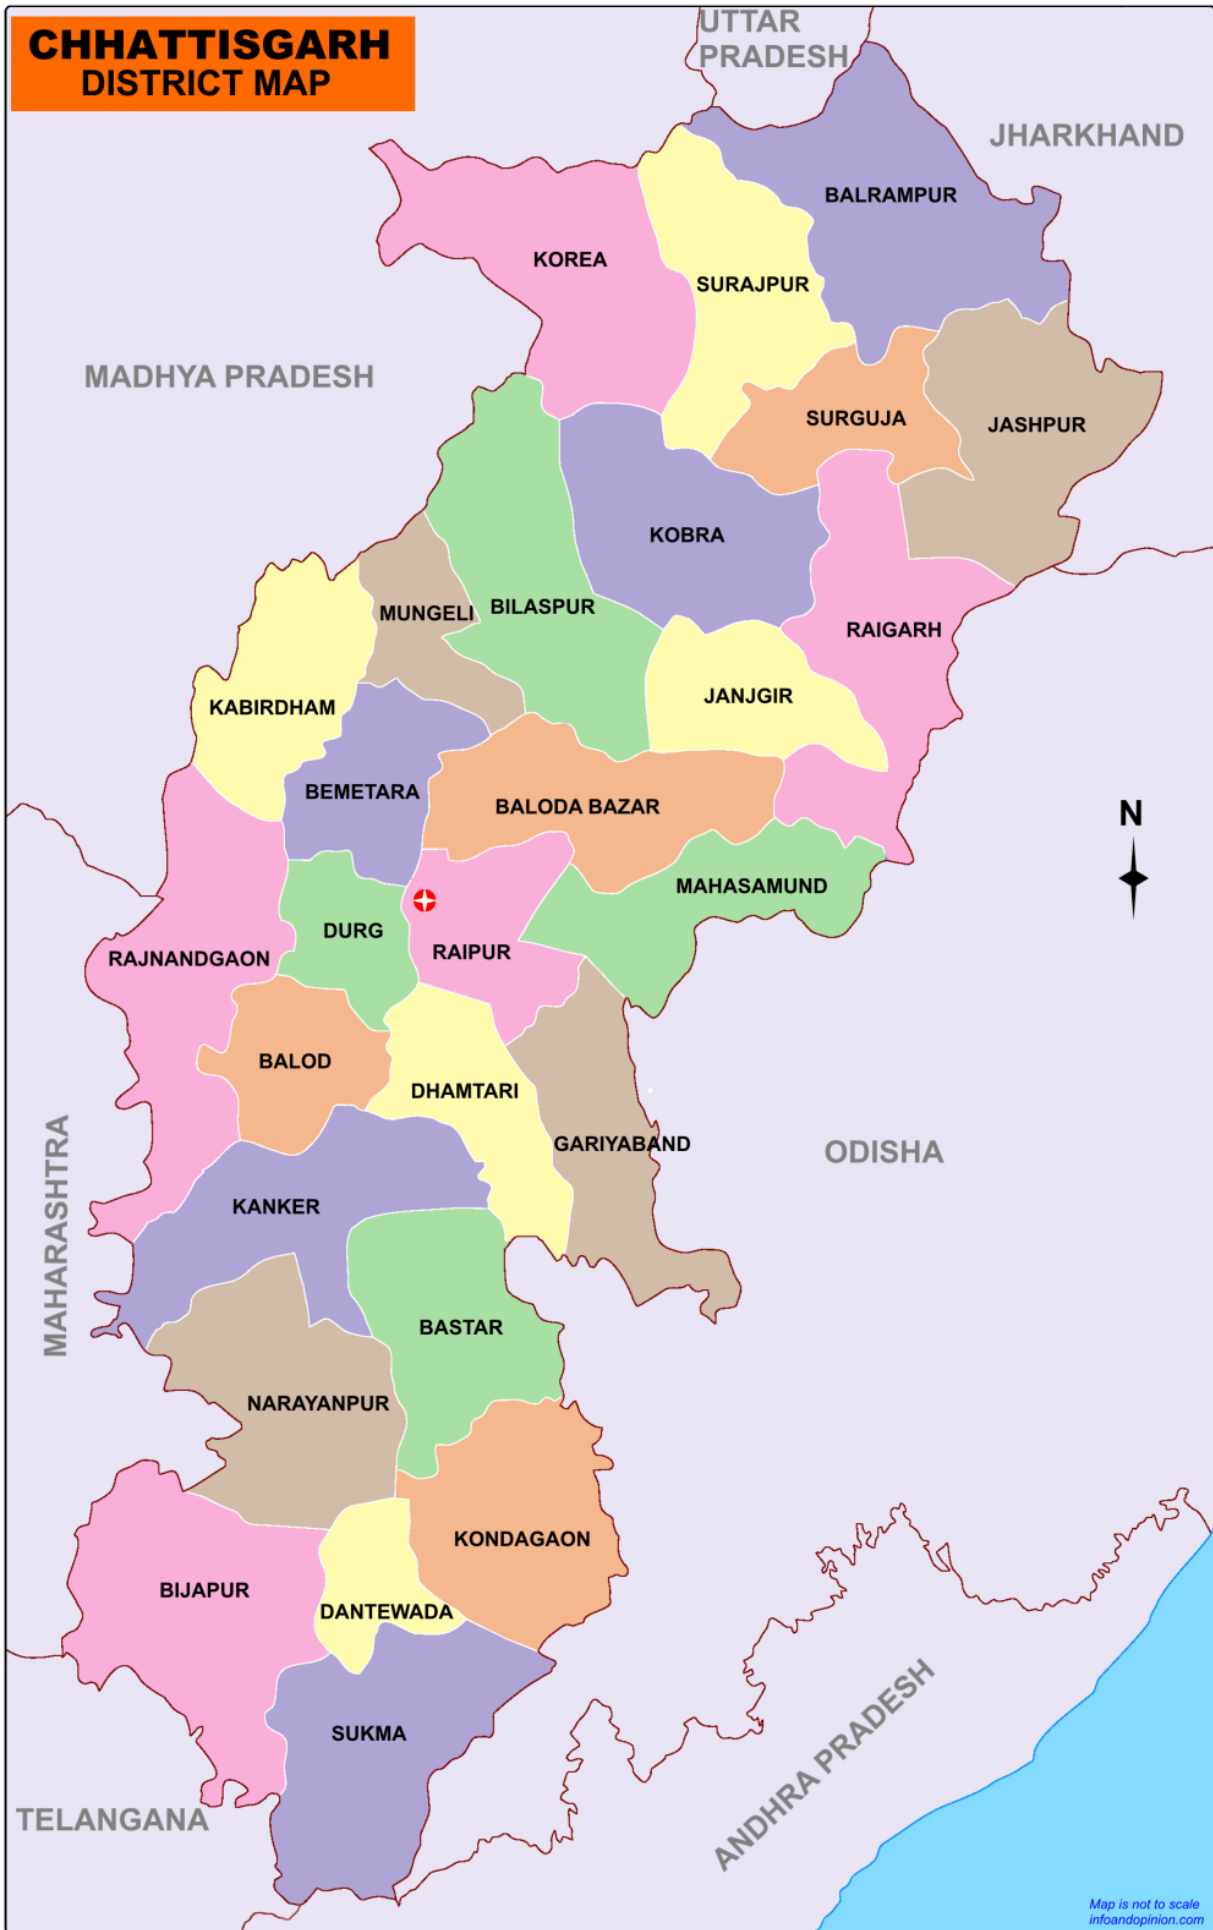 CHHATTISGARH
DISTRICT MAP
UTTAR
PRADESH
JHARKHAND
BALRAMPUR
KOREA
SURAJPUR
MADHYA PRADESH
SURGUJA
JASHPUR
KOBRA
MUNGELI
BILASPUR
RAIGARH
KABIRDHAM
JANJGIR
BEMETARA
BALODA BAZAR
N
MAHASAMUND
DURG
RAIPUR
RAJNANDGAON
BALOD
DHAMTARI
GARIYABAND
ODISHA
MAHARASHTRA
KANKER
BASTAR
NARAYANPUR
KONDAGAON
BIJAPUR
DANTEWADA
SUKMA
ANDHRA PRADESH
TELANGANA
Map is not to scale
infoandopinion.com